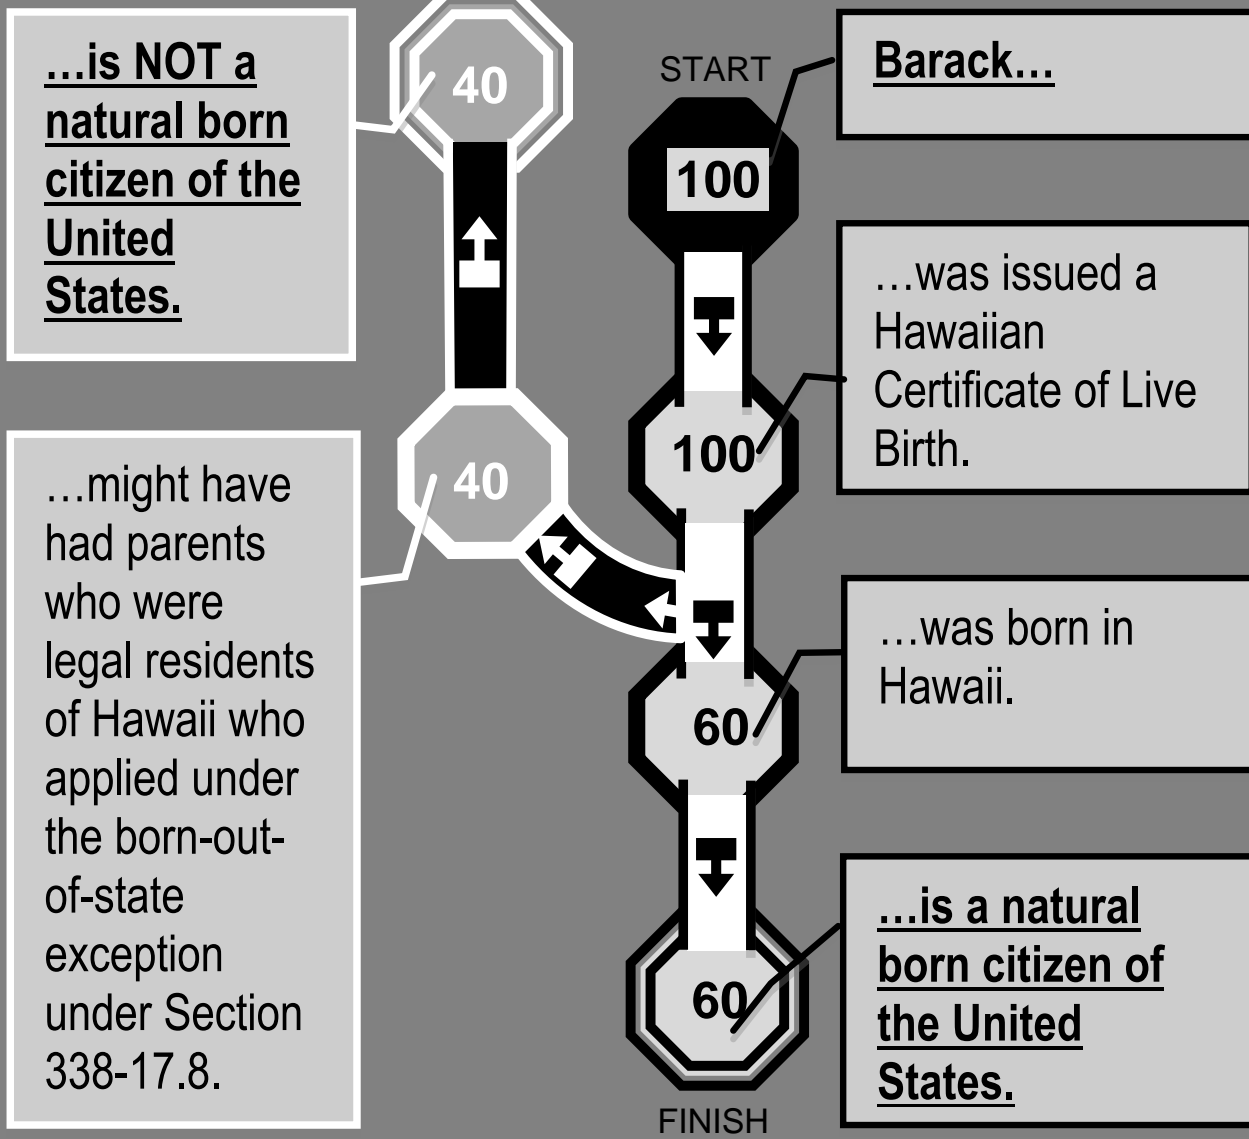 …is NOT a
natural born
citizen of the
United
States.
40
START
100
Barack…
…was issued a
Hawaiian
Certificate of Live
Birth.
100
…might have
had parents
who were
legal residents
of Hawaii who
applied under
the born-out-
of-state
exception
under Section
338-17.8.
40
60
…was born in
Hawaii.
60
…is a natural
born citizen of
the United
States.
FINISH